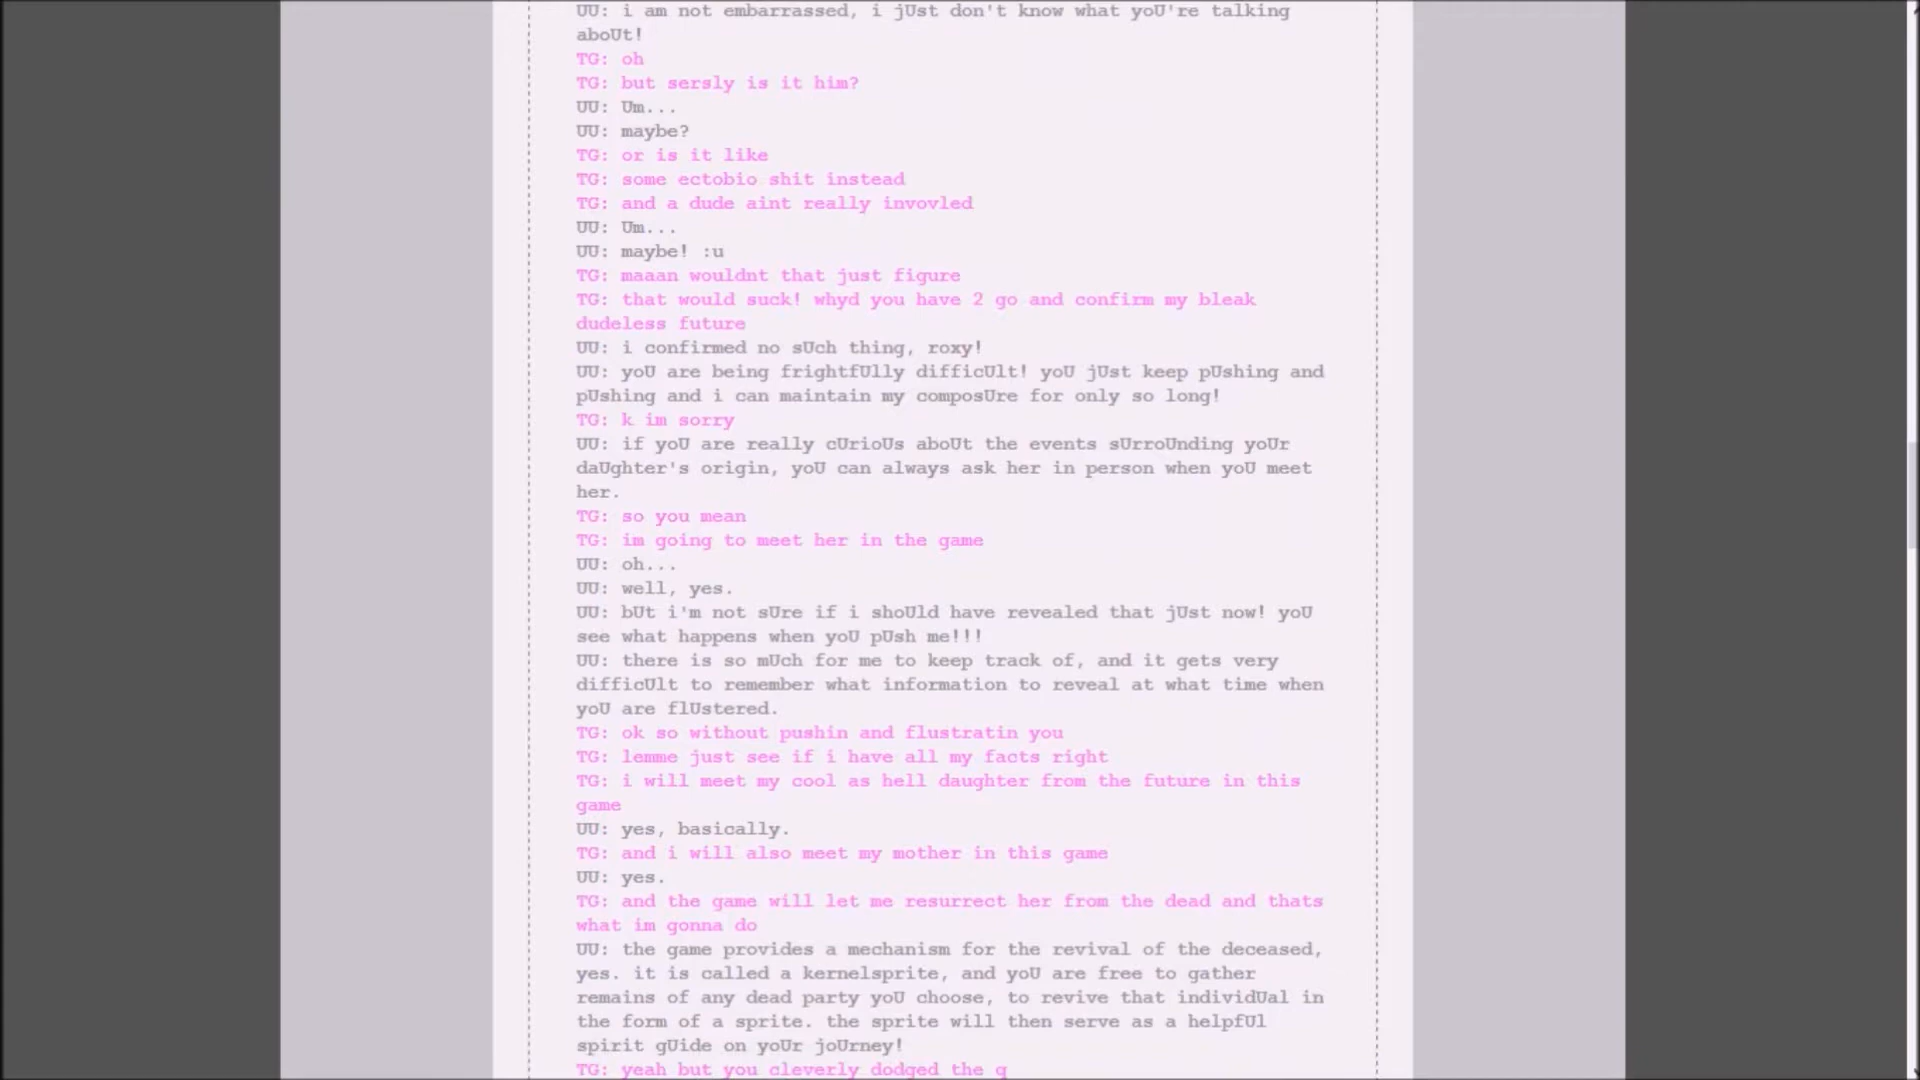 UU: i am not embarrassed, i jUst don't know what yoU're talking
aboUt!
TG: oh
TG: but sersly is it him?
UU: Um...
UU: maybe?
TG: or is it like
TG: some ectobio shit instead
TG: and a dude aint really invovled
UU: Um...
UU: maybe! :u
TG: maaan wouldnt that just figure
TG: that would suck! whyd you have 2 go and confirm my bleak
dudeless future
UU: i confirmed no sUch thing, roxy!
UU: yoU are being frightfUlly difficUlt! yoU jUst keep pUshing and
pUshing and i can maintain my composUre for only so long!
TG: k im sorry
UU: if yoU are really cUrioUs aboUt the events sUrroUnding yoUr
daUghter's origin, yoU can always ask her in person when yoU meet
her.
TG: so you mean
TG: im going to meet her in the game
UU: oh...
UU: well, yes.
UU: bUt i'm not sUre if i shoUld have revealed that jUst now! yoU
see what happens when yoU pUsh me!!!
UU: there is so mUch for me to keep track of, and it gets very
difficUlt to remember what information to reveal at what time when
yoU are flUstered.
TG: ok so without pushin and flustratin you
TG: lemme just see if i have all my facts right
TG: i will meet my cool as hell daughter from the future in this
game
UU: yes, basically.
TG: and i will also meet my mother in this game
UU: yes.
TG: and the game will let me resurrect her from the dead and thats
what im gonna do
UU: the game provides a mechanism for the revival of the deceased,
yes. it is called a kernelsprite, and yoU are free to gather
remains of any dead party yoU choose, to revive that individUal in
the form of a sprite. the sprite will then serve as a helpfUl
spirit gUide on yoUr joUrney!
TG: yeah but you cleverly dodged the q